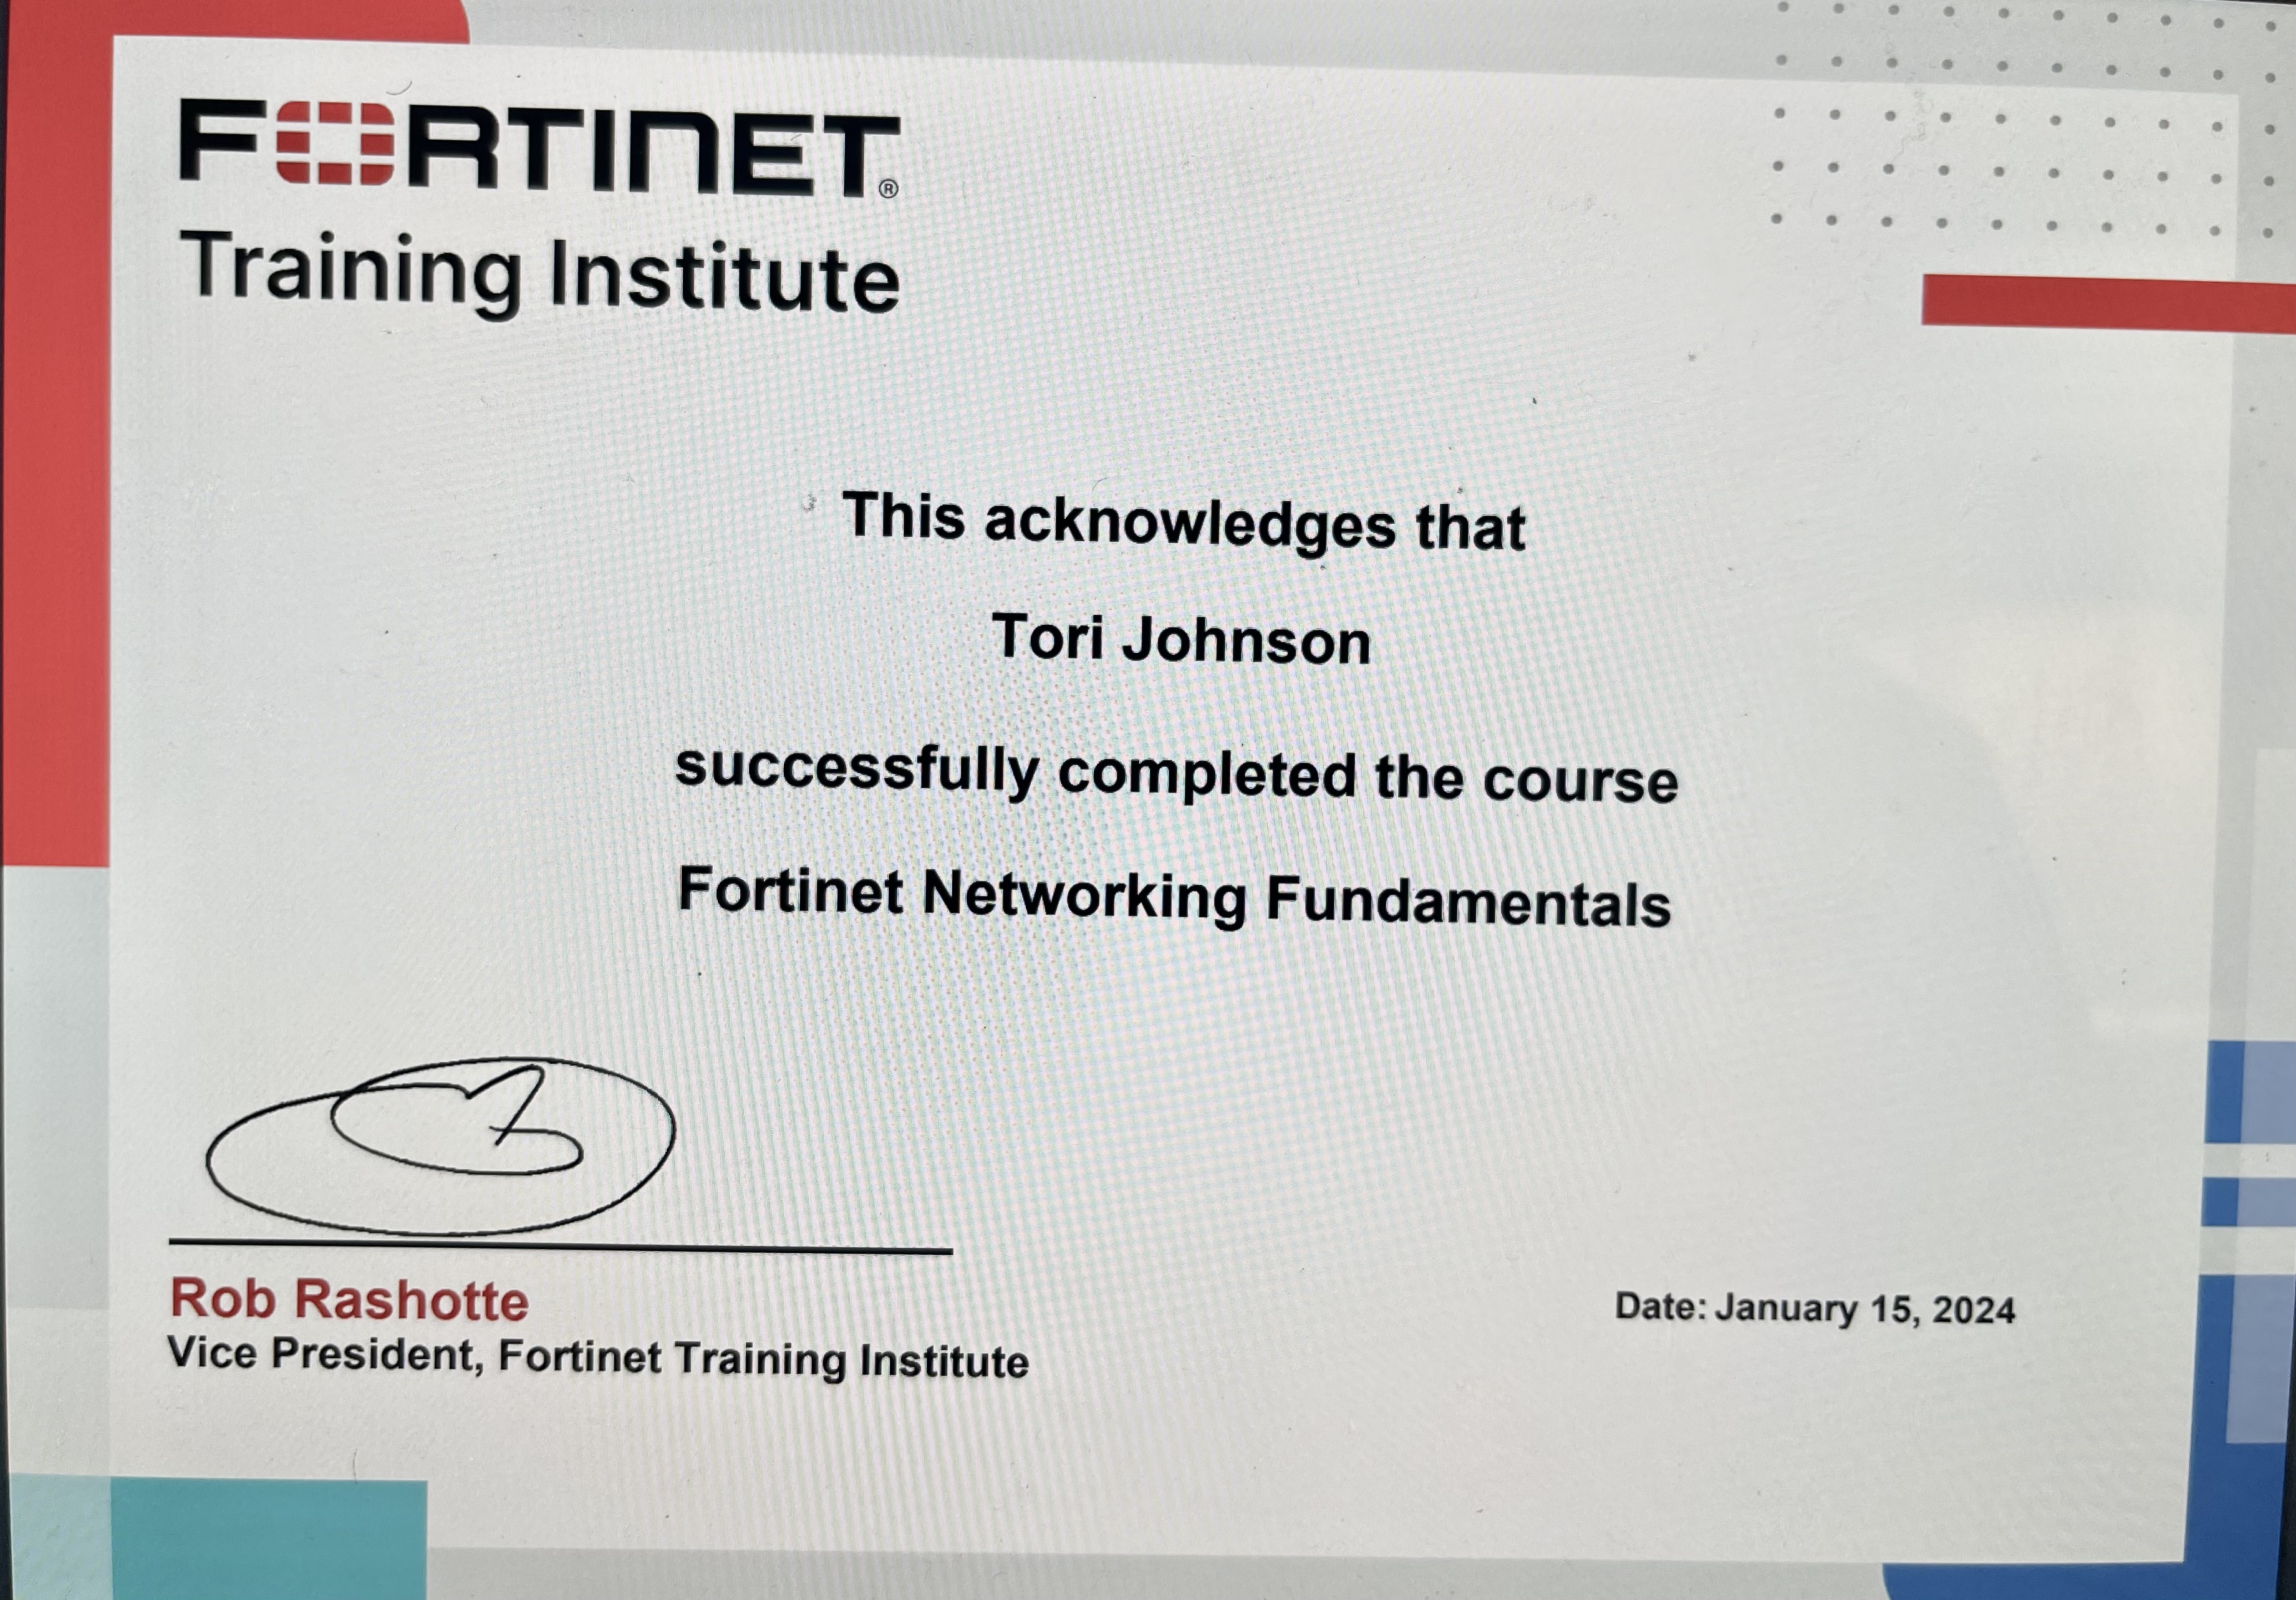 FORTINET®
Training Institute
This acknowledges that
Tori Johnson
successfully completed the course
Fortinet Networking Fundamentals
Rob Rashotte
Vice President, Fortinet Training Institute
Date: January 15, 2024